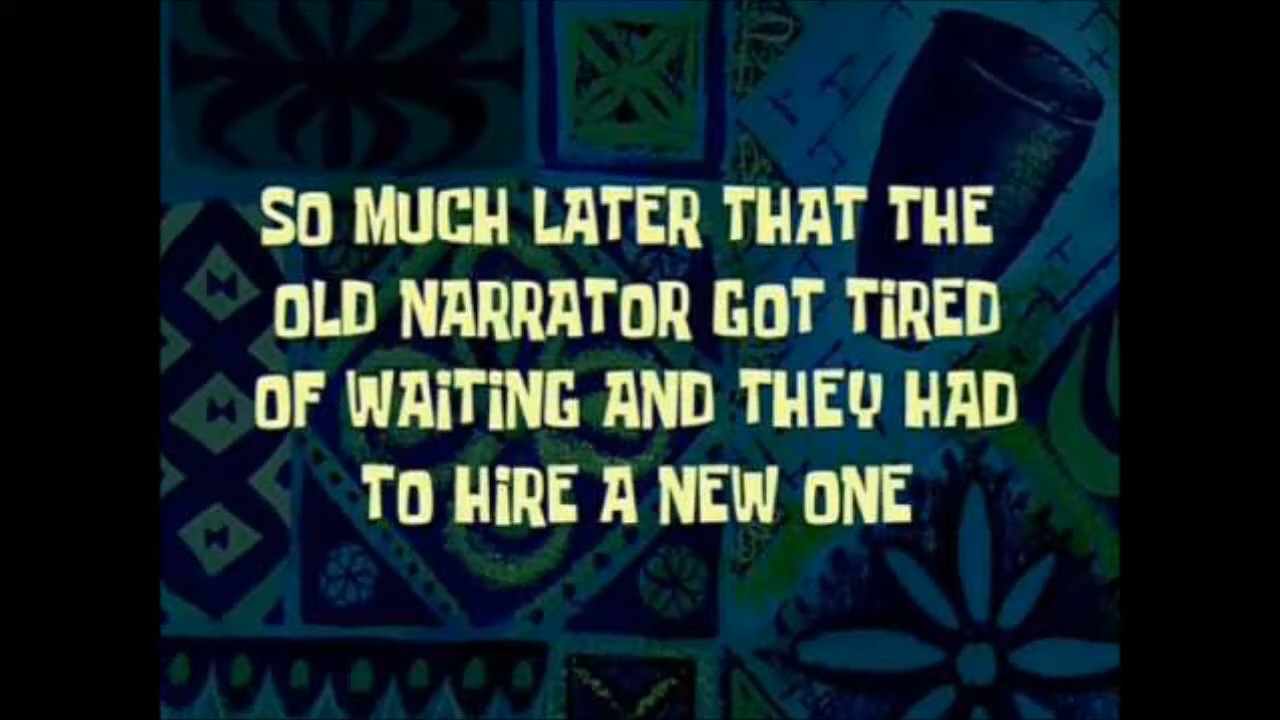 SO MUCH LATER THAT THE
OLD NARRATOR GOT TiRED
OF WAiTiNG AND THEY HAD
TO HiRE A NEW ONE